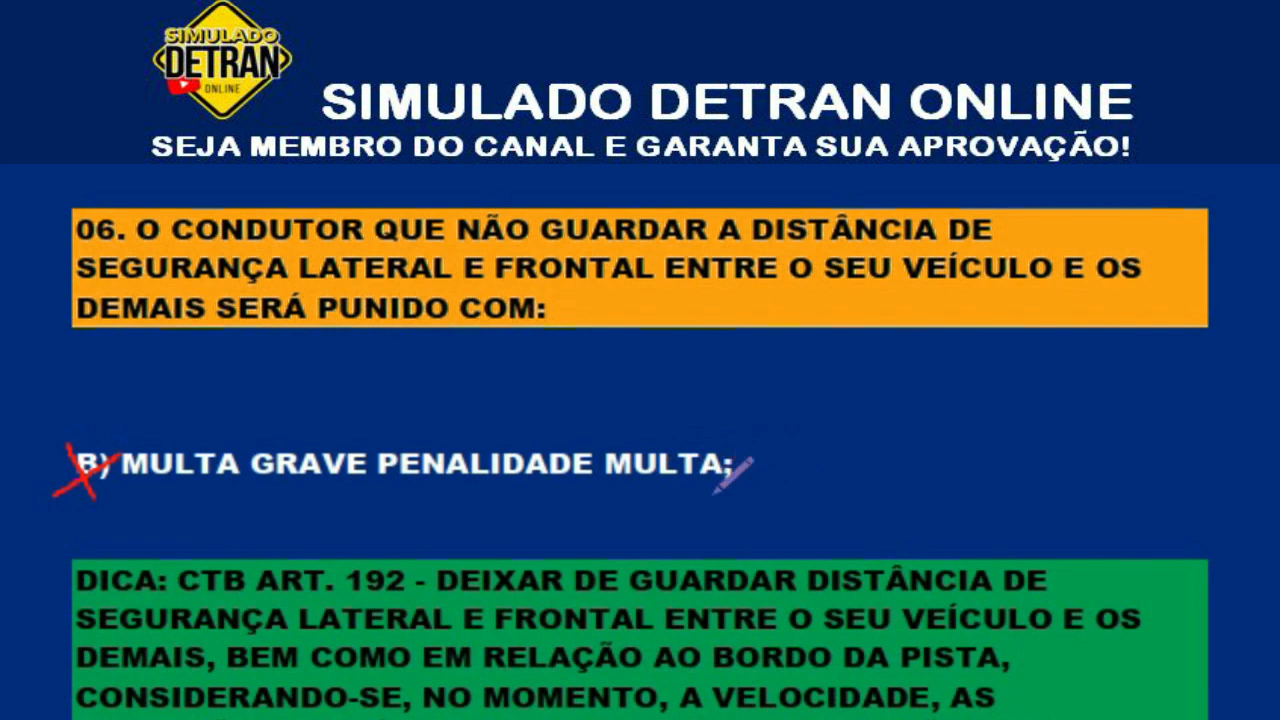 SIMULADO
DETRAN
ONLINE
SIMULADO DETRAN ONLINE
SEJA MEMBRO DO CANAL E GARANTA SUA APROVAÇÃO!
06. O CONDUTOR QUE NÃO GUARDAR A DISTÂNCIA DE
SEGURANÇA LATERAL E FRONTAL ENTRE O SEU VEÍCULO E OS
DEMAIS SERÁ PUNIDO COM:
B) MULTA GRAVE PENALIDADE MULTA;
DICA: CTB ART. 192 - DEIXAR DE GUARDAR DISTÂNCIA DE
SEGURANÇA LATERAL E FRONTAL ENTRE O SEU VEÍCULO E OS
DEMAIS, BEM COMO EM RELAÇÃO AO BORDO DA PISTA,
CONSIDERANDO-SE, NO MOMENTO, A VELOCIDADE, AS